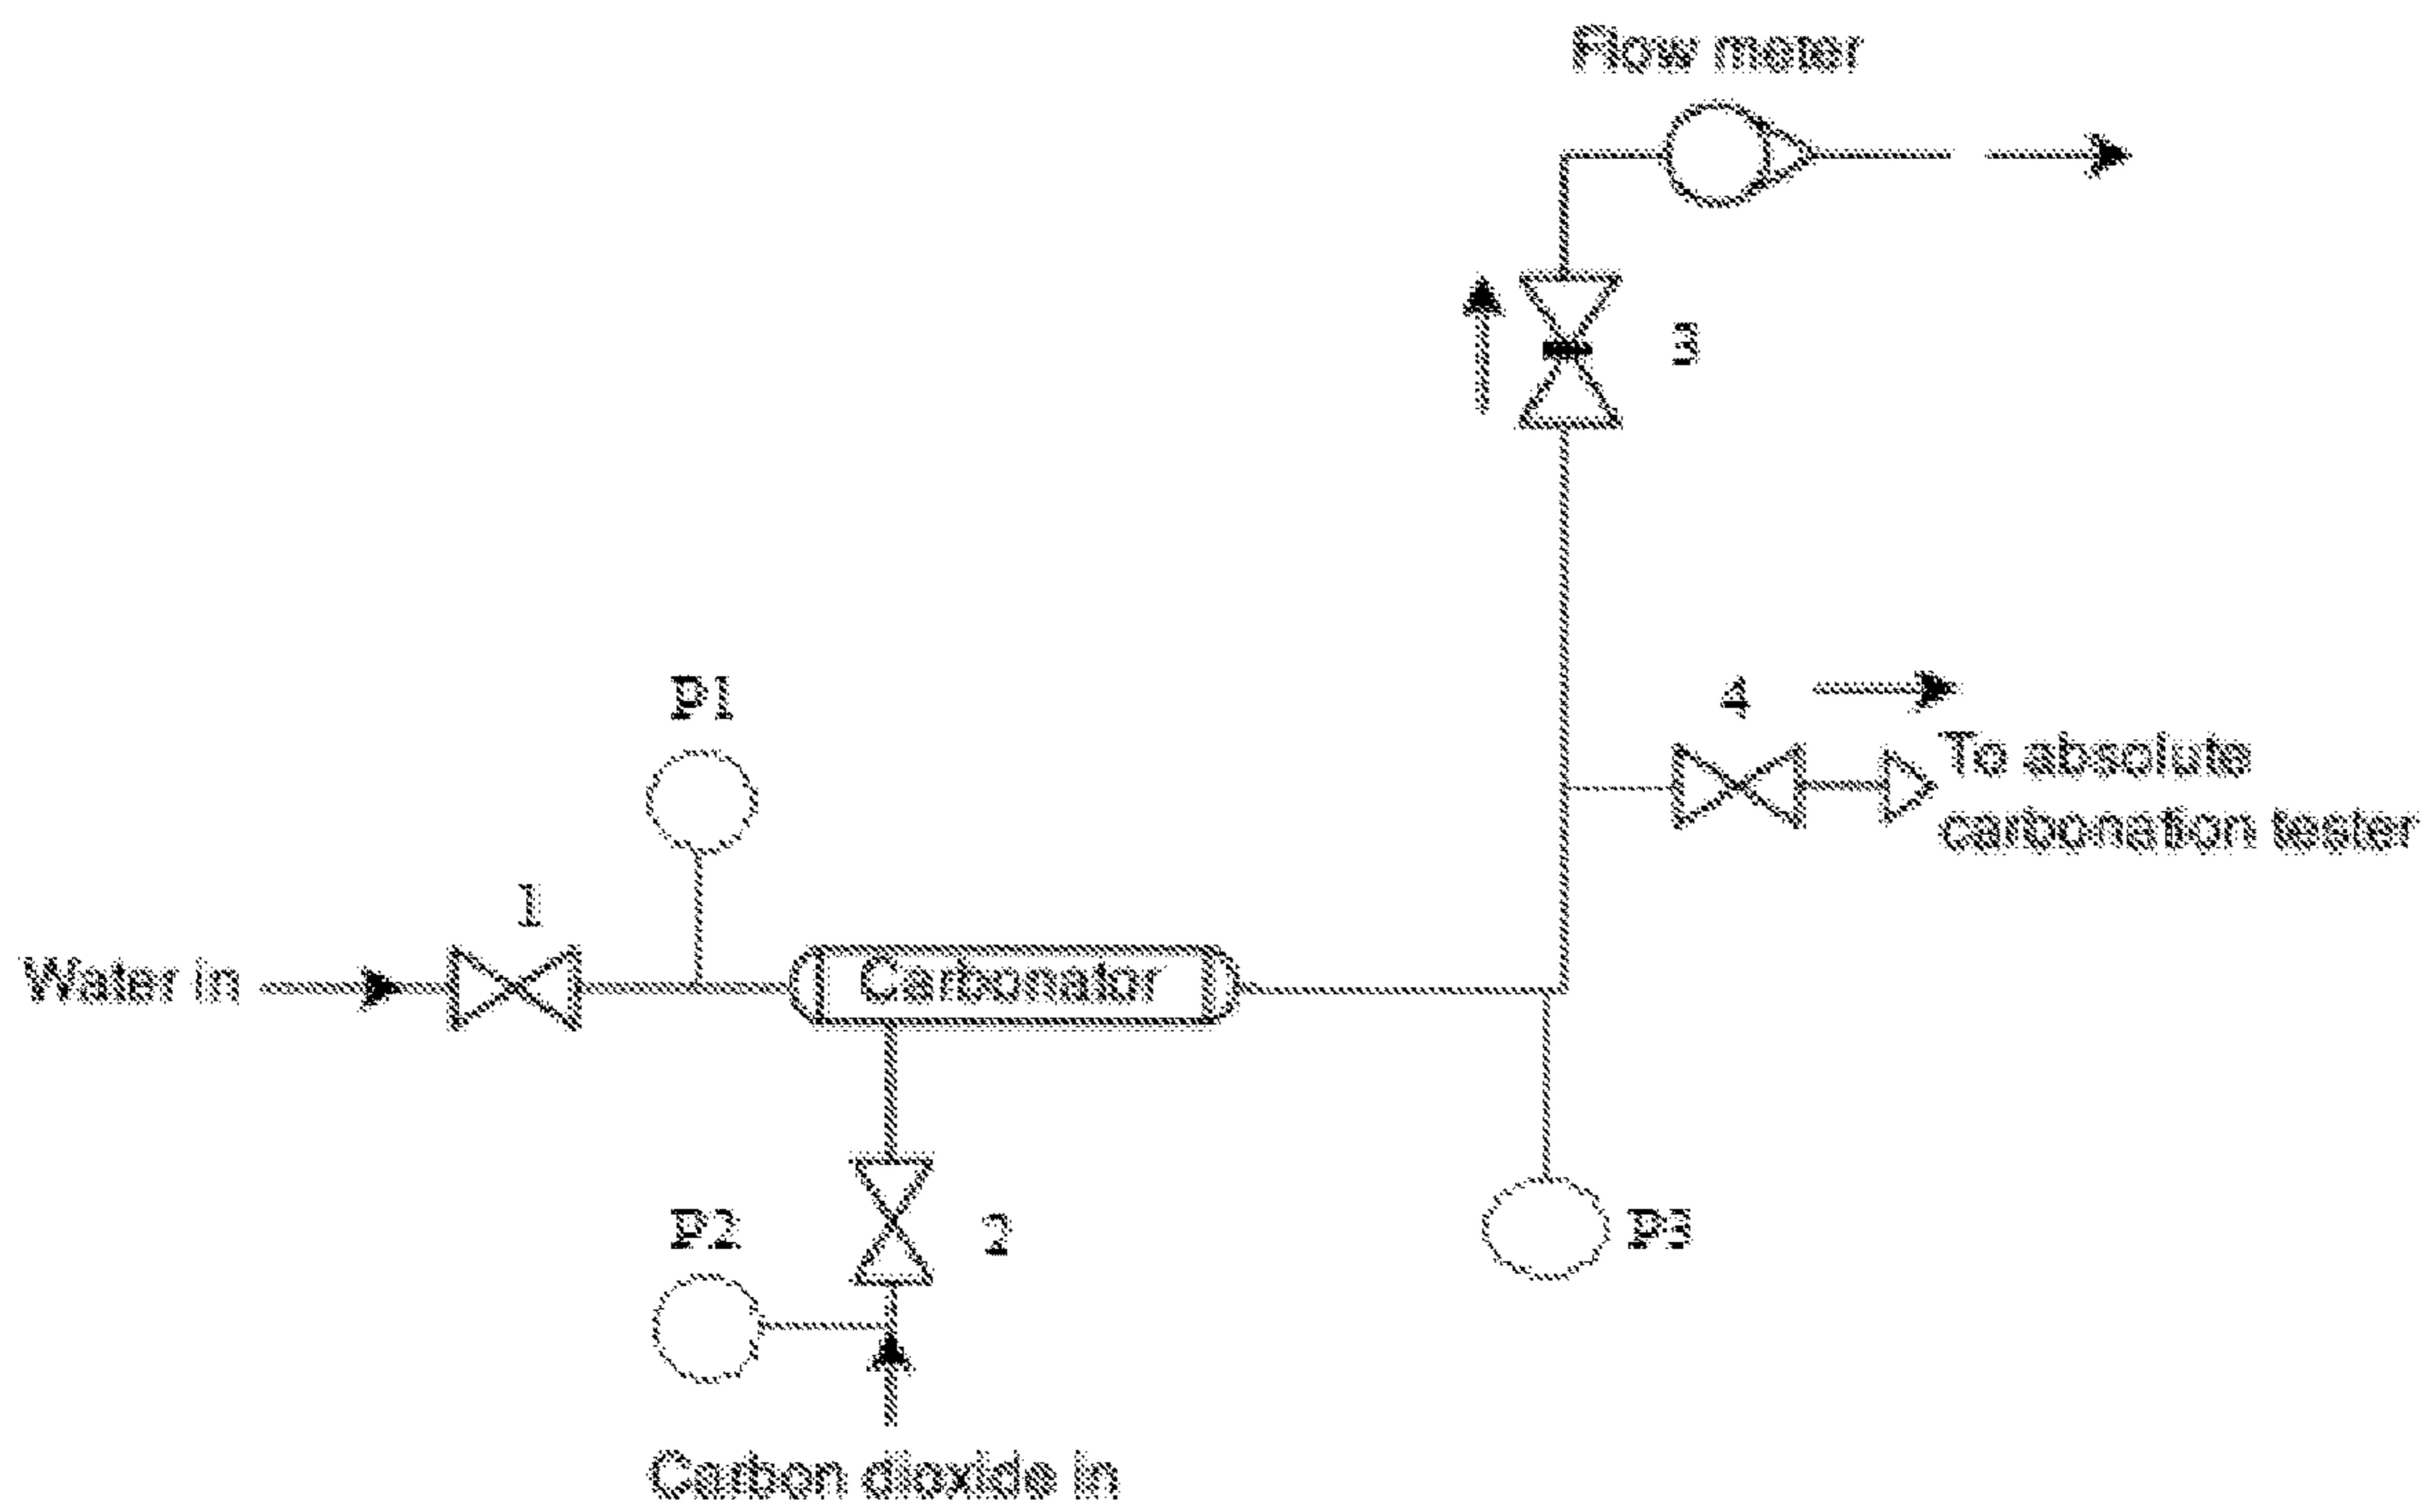 Flow meter
3
P1
4
To absolute
carbonation tester
1
Water in
Carbonator
P2
2
P3
Carbon dioxide in